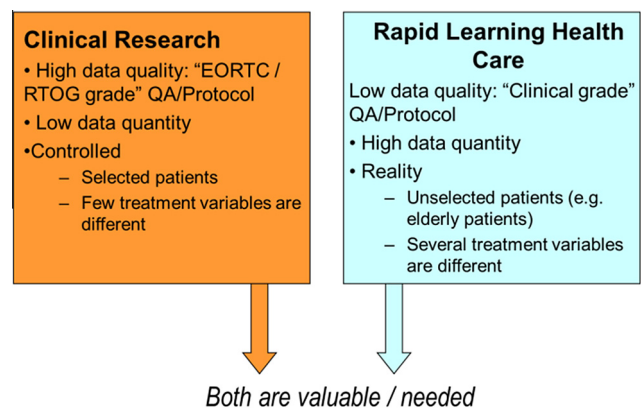 Clinical Research
• High data quality: “EORTC /
RTOG grade” QA/Protocol
• Low data quantity
•Controlled
– Selected patients
– Few treatment variables are
different
Rapid Learning Health
Care
Low data quality: “Clinical grade”
QA/Protocol
• High data quantity
• Reality
– Unselected patients (e.g.
elderly patients)
– Several treatment variables
are different
Both are valuable / needed